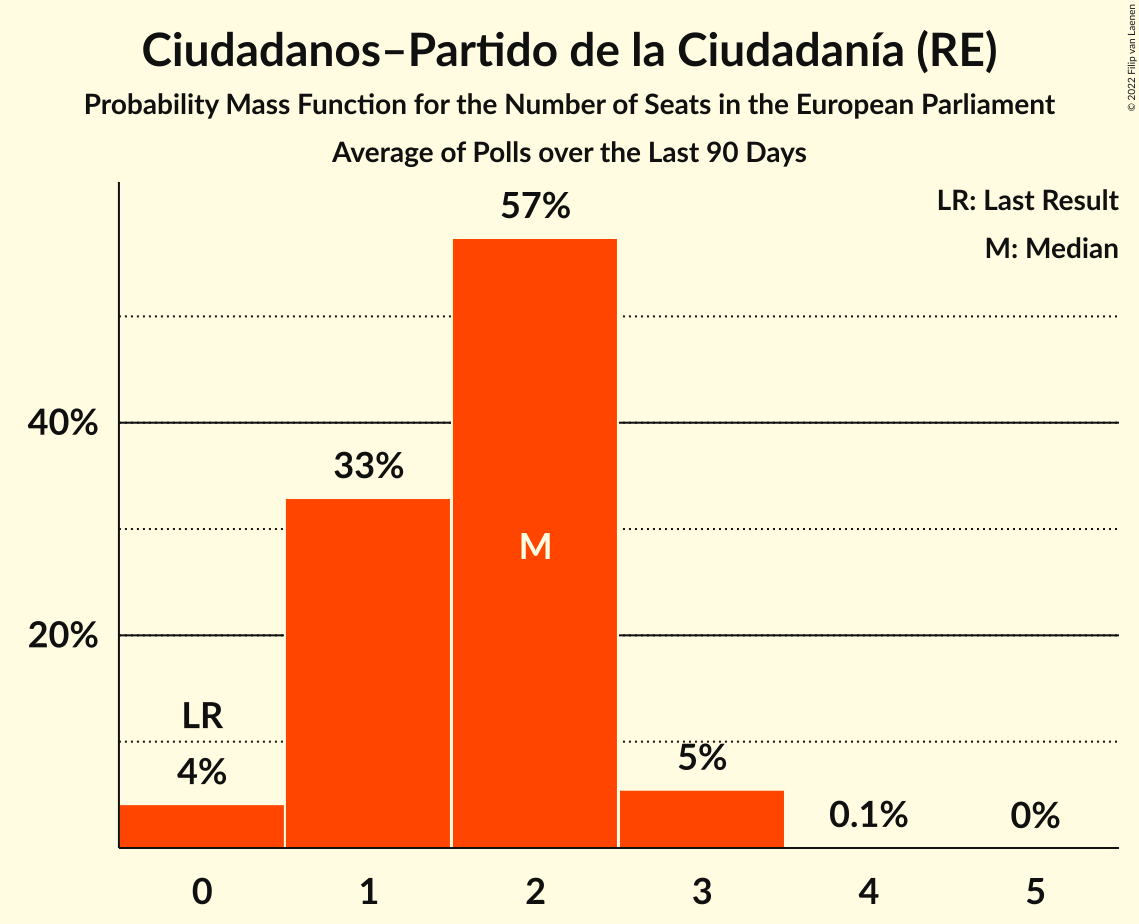 Ciudadanos–Partido de la Ciudadanía (RE)
Probability Mass Function for the Number of Seats in the European Parliament
Average of Polls over the Last 90 Days
© 2022 Filip van Laenen
LR: Last Result
M: Median
57%
40%
33%
M
20%
LR
4%
5%
0.1%
0%
0 1 2 3 4 5